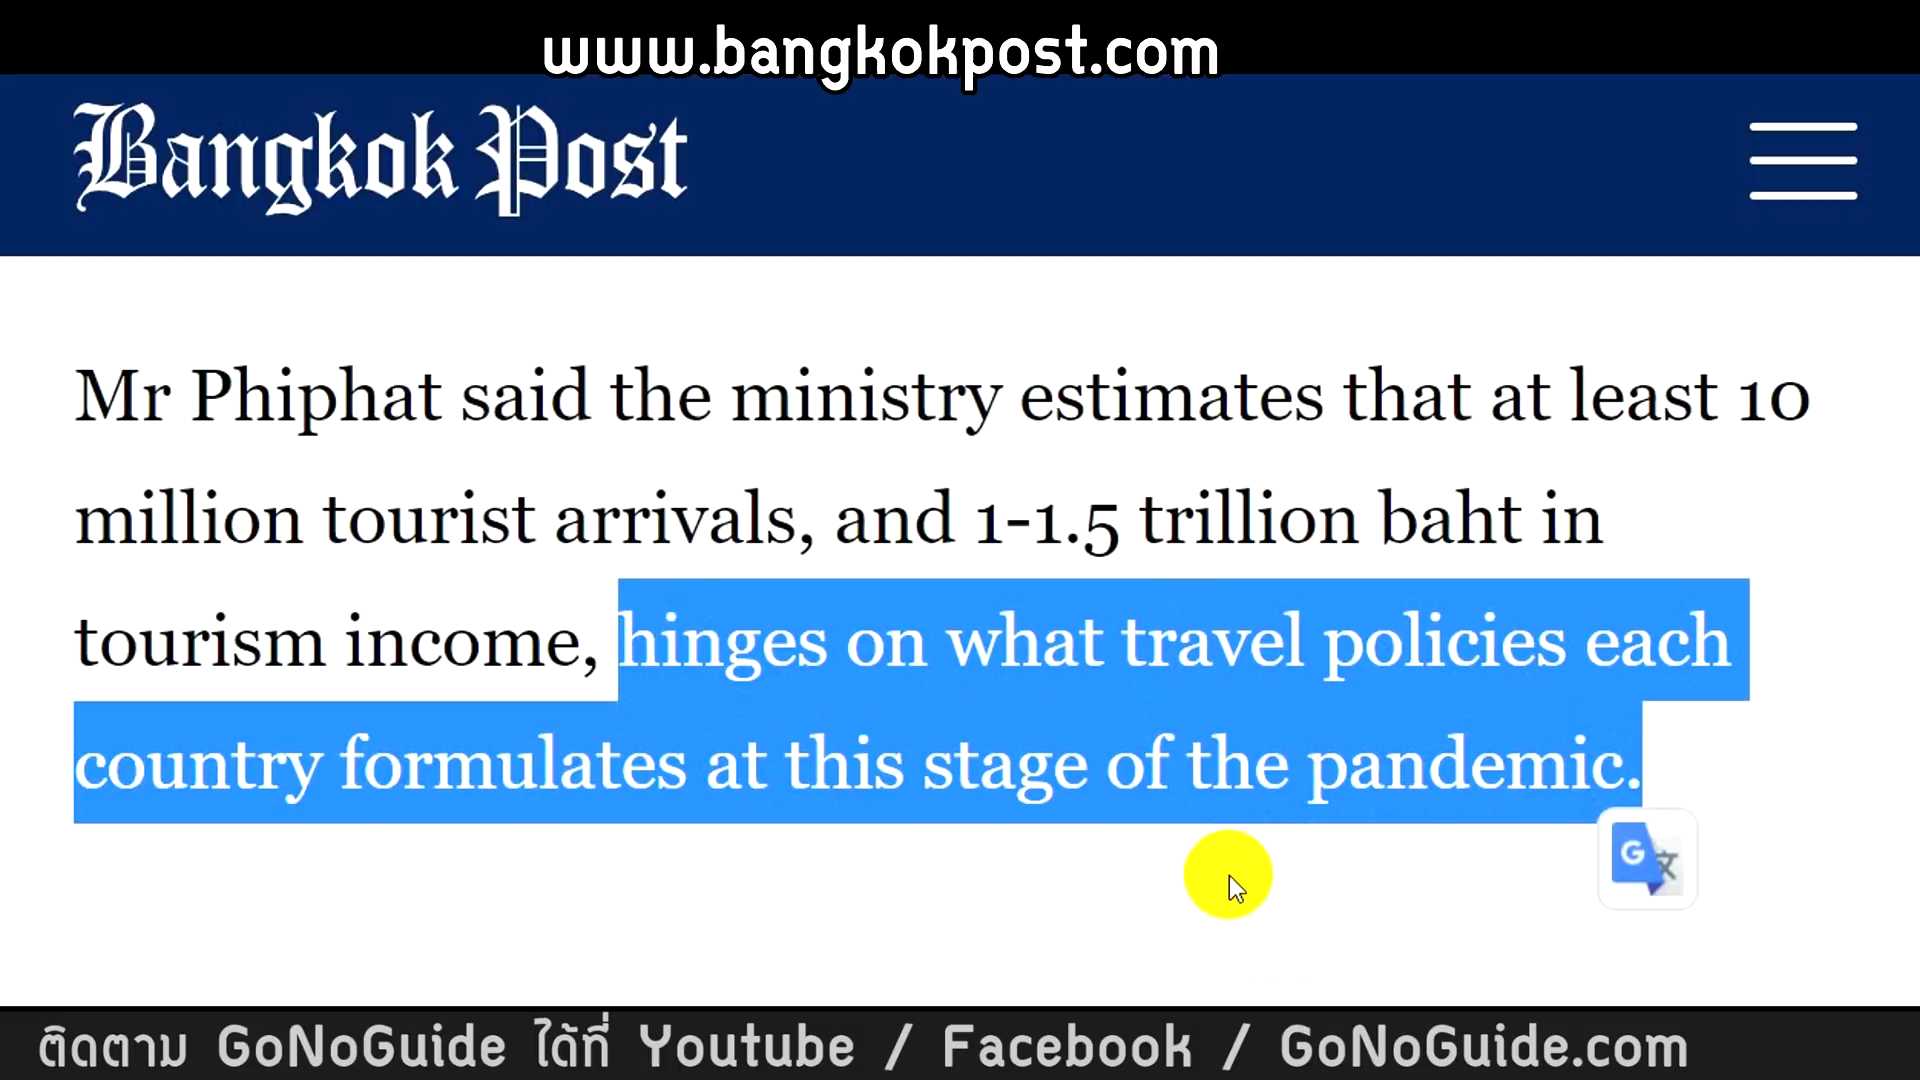 www.bangkokpost.com
Bangkok Post
Mr Phiphat said the ministry estimates that at least 10
million tourist arrivals, and 1-1.5 trillion baht in
tourism income, hinges on what travel policies each
country formulates at this stage of the pandemic.
G文
ติดตาม GoNoGuide ได้ที่ Youtube / Facebook / GoNoGuide.com